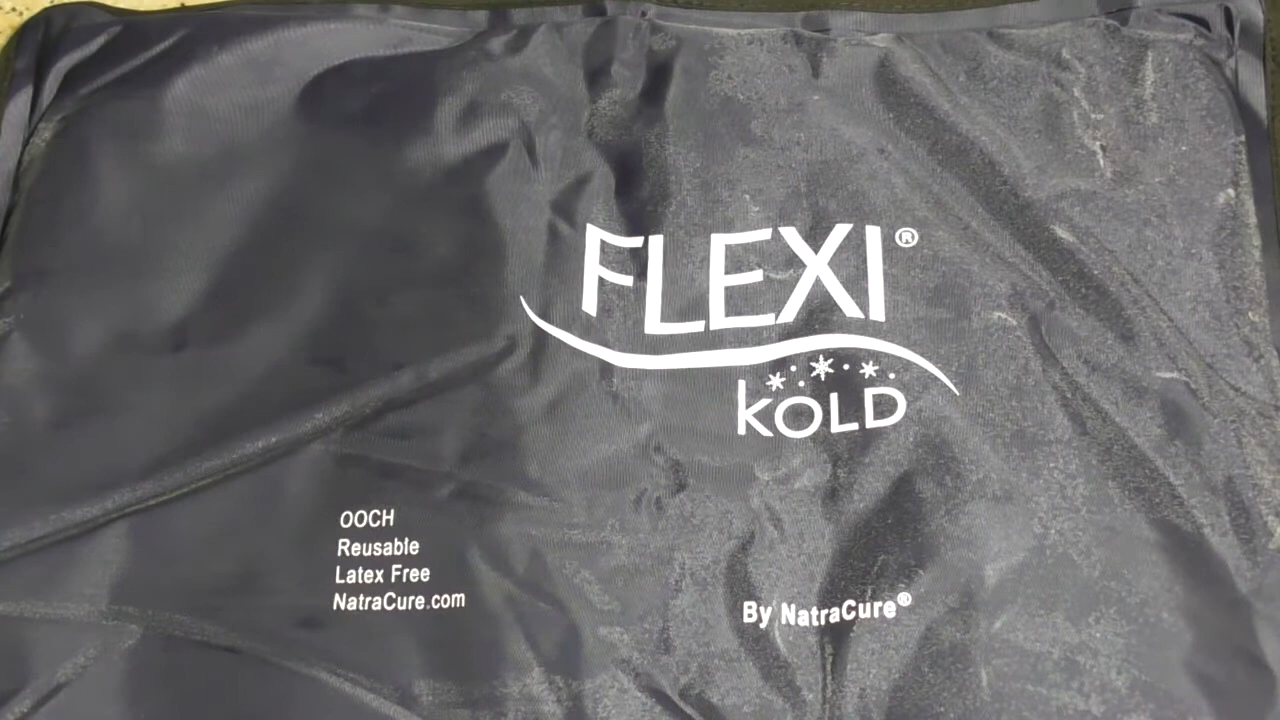 FLEXI®
KOLD
OOCH
Reusable
Latex Free
NatraCure.com
By NatraCure®